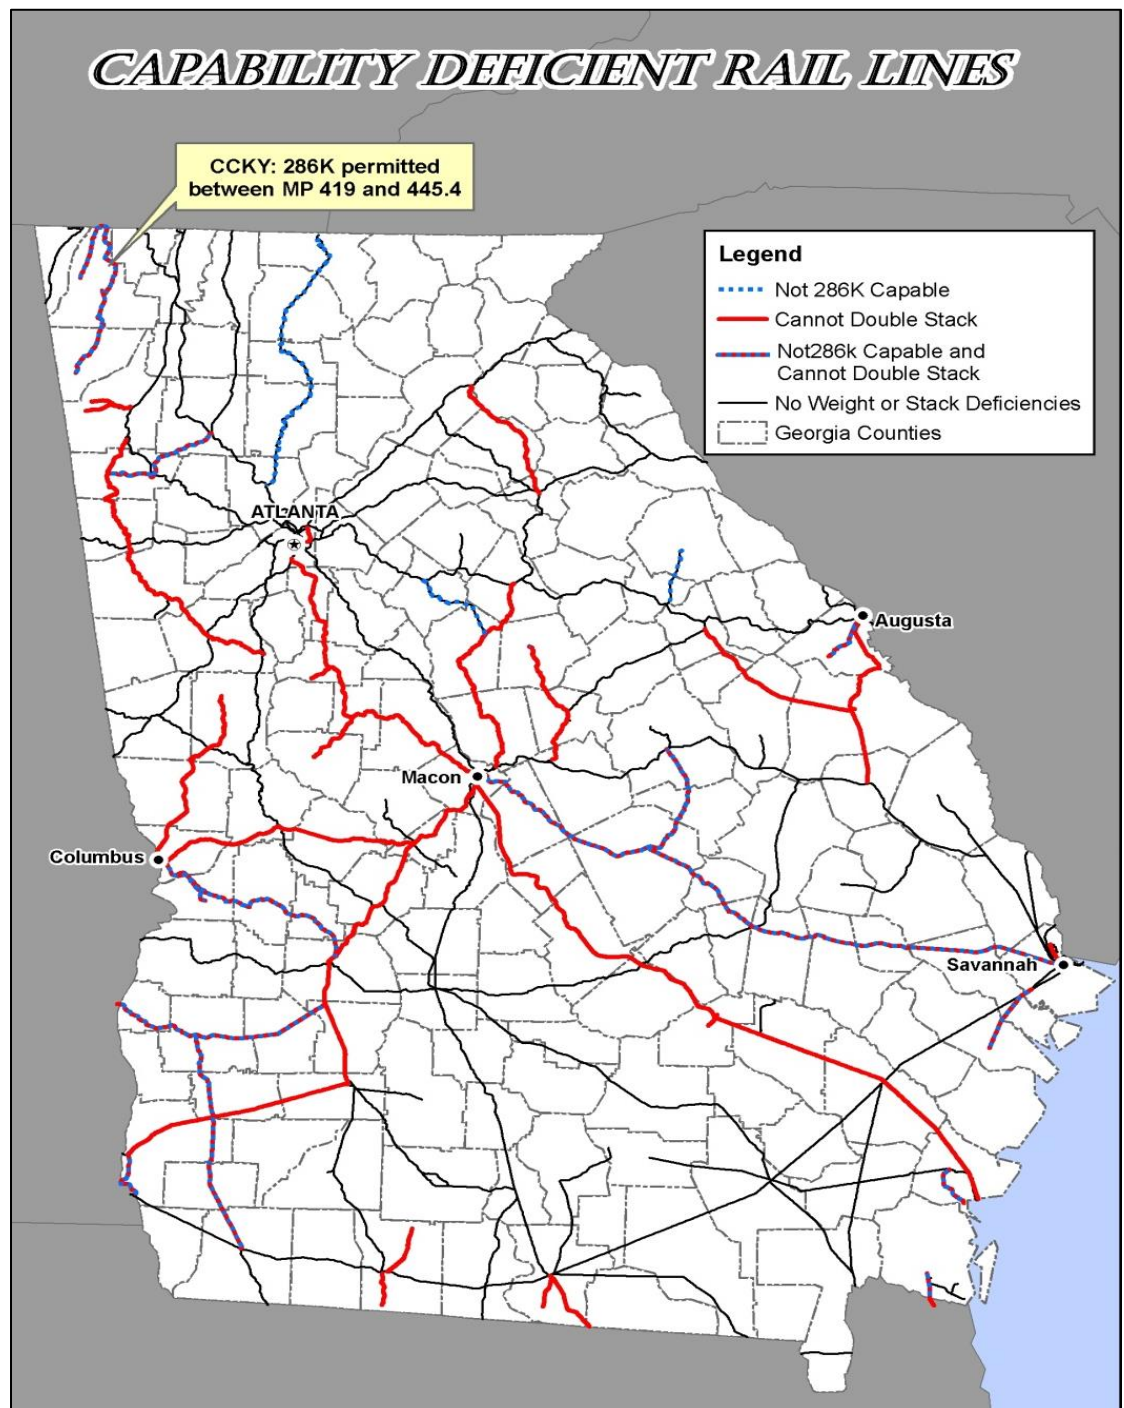 CAPABILITY DEFICIENT RAIL LINES
CCKY: 286K permitted
between MP 419 and 445.4
Legend
Not 286K Capable
Cannot Double Stack
Not286k Capable and
Cannot Double Stack
No Weight or Stack Deficiencies
Georgia Counties
ATLANTA
Augusta
Macon
Columbus
Savannah